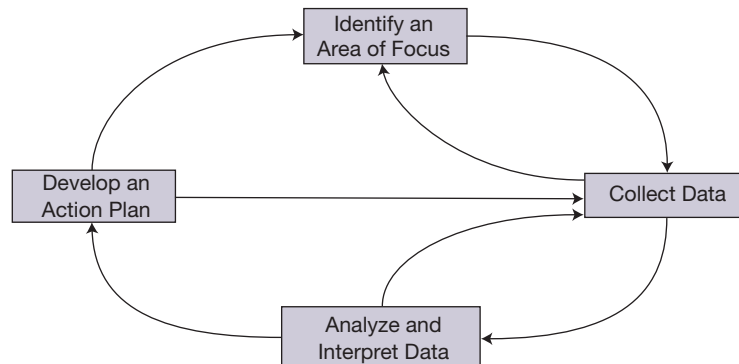 Identify an
Area of Focus
Develop an
Action Plan
Collect Data
Analyze and
Interpret Data